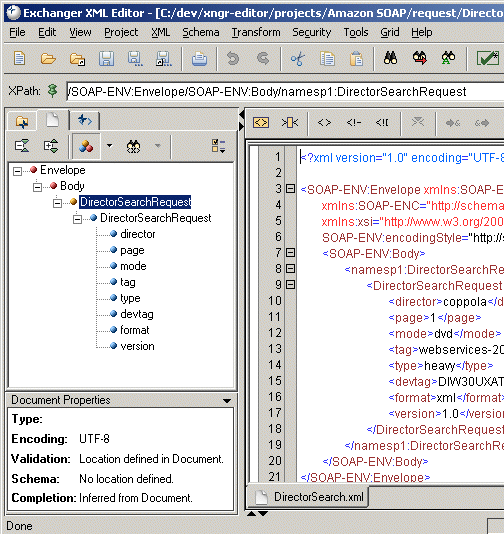 Exchanger XML Editor - [C:/dev/xngr-editor/projects/Amazon SOAP/request/Directo
File Edit View Project XML Schema Transform Security Tools Grid Help
XPath: /SOAP-ENV:Envelope/SOAP-ENV:Body/namesp1:DirectorSearchRequest
Envelope
Body
DirectorSearchRequest
DirectorSearchRequest
director
page
mode
tag
type
devtag
format
version
Document Properties
Type:
Encoding: UTF-8
Validation: Location defined in Document.
Schema: No location defined.
Completion: Inferred from Document.
1 <?xml version="1.0" encoding="UTF-8
2
3 <SOAP-ENV:Envelope xmlns:SOAP-E
4 xmlns:SOAP-ENC="http://schema
5 xmlns:xsi="http://www.w3.org/200
6 SOAP-ENV:encodingStyle="http://s
7 <SOAP-ENV:Body>
8 <namesp1:DirectorSearchRe
9 <DirectorSearchRequest
10 <director>coppola</d
11 <page>1</page>
12 <mode>dvd</mode>
13 <tag>webservices-20
14 <type>heavy</type>
15 <devtag>DIW30UXAT
16 <format>xml</format
17 <version>1.0</versio
18 </DirectorSearchReques
19 </namesp1:DirectorSearchR
20 </SOAP-ENV:Body>
21 </SOAP-ENV:Envelope>
DirectorSearch.xml
Done